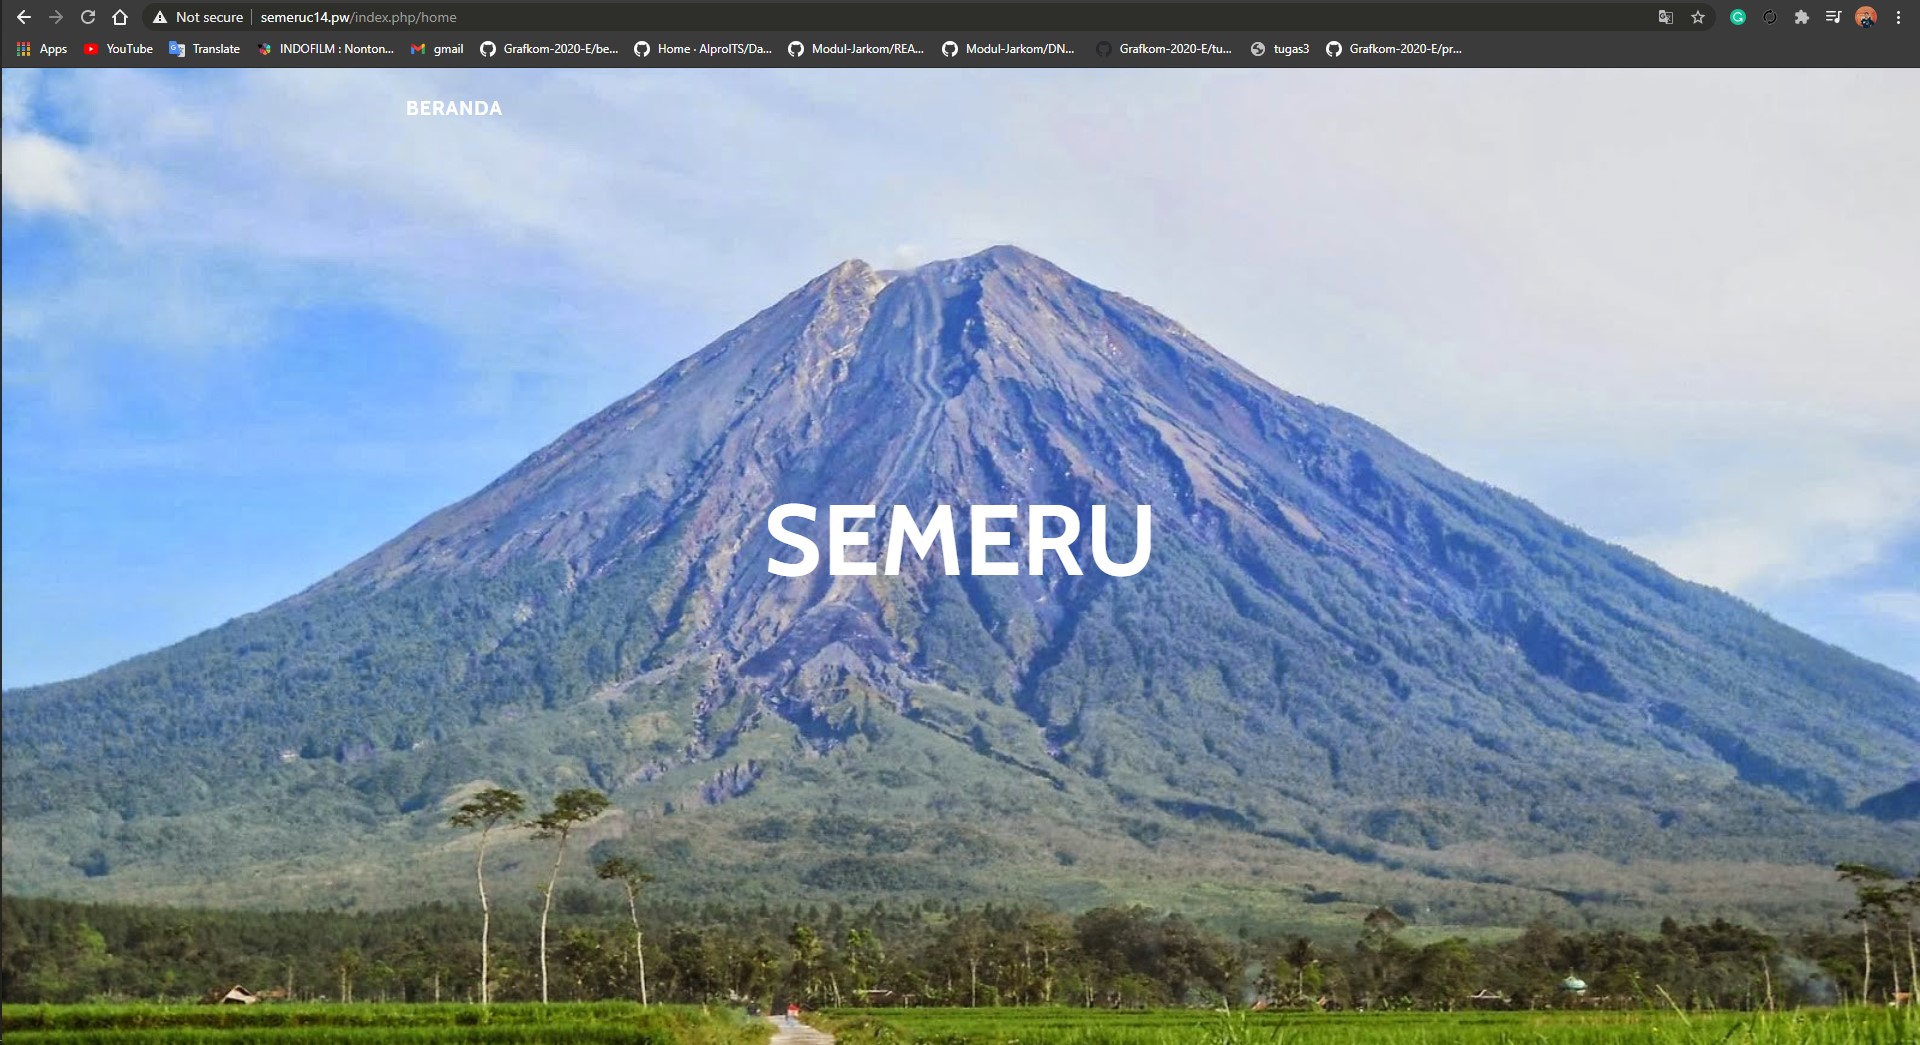 Not secure semeruc14.pw/index.php/home
Apps YouTube Translate INDOFILM : Nonton... gmail Grafkom-2020-E/be... Home · AlproITS/Da... Modul-Jarkom/REA... Modul-Jarkom/DN... Grafkom-2020-E/tu... tugas3 Grafkom-2020-E/pr...
BERANDA
SEMERU